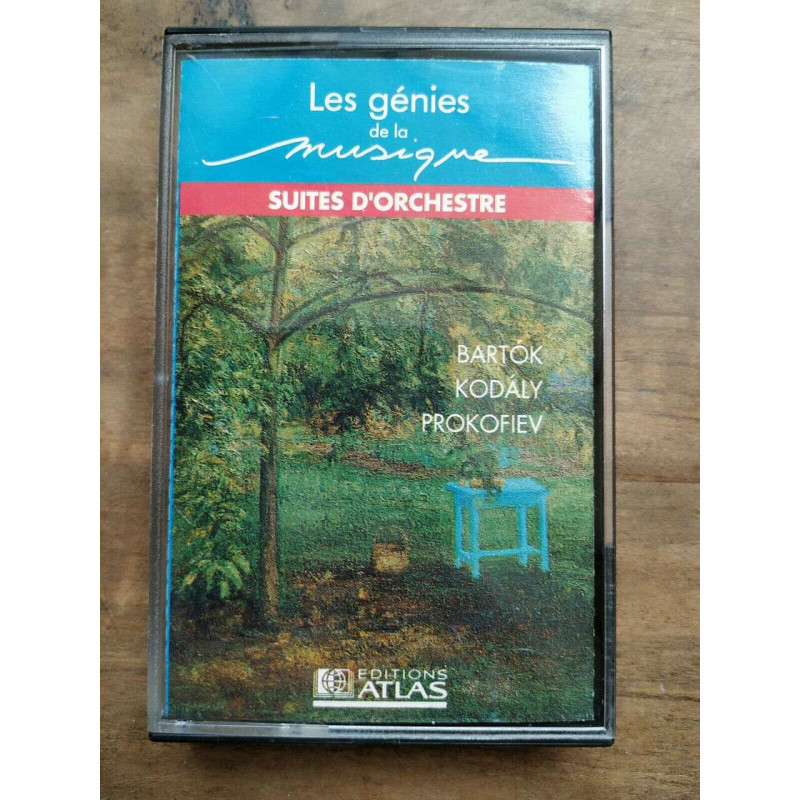 Les génies
de la
musique
SUITES D'ORCHESTRE
BARTÓK
KODÁLY
PROKOFIEV
EDITIONS
ATLAS